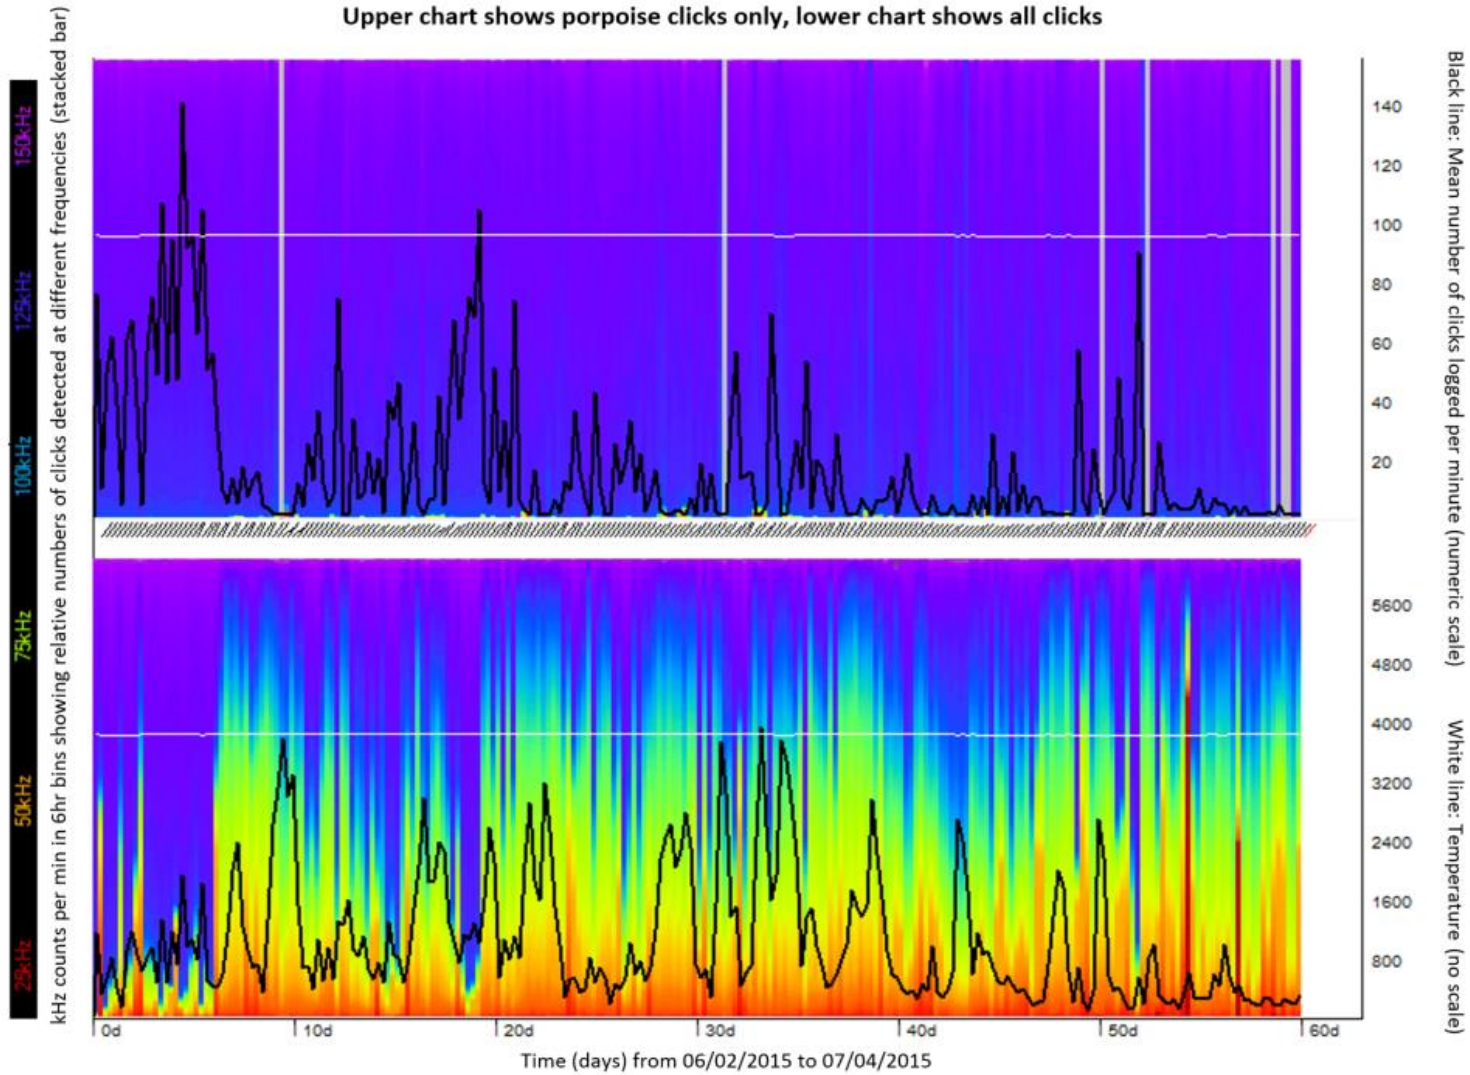 Upper chart shows porpoise clicks only, lower chart shows all clicks
kHz counts per min in 6hr bins showing relative numbers of clicks detected at different frequencies (stacked bar)
150kHz
125kHz
100kHz
75kHz
50kHz
25kHz
140
120
100
80
60
40
20
5600
4800
4000
3200
2400
1600
800
Black line: Mean number of clicks logged per minute (numeric scale)
White line: Temperature (no scale)
0d 10d 20d 30d 40d 50d 60d
Time (days) from 06/02/2015 to 07/04/2015